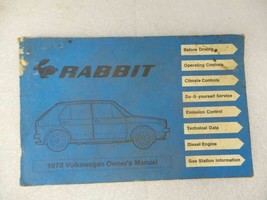 RABBIT
1978 Volkswagen Owner's Manual
Before Driving
Operating Controls
Climate Controls
Do-it-yourself Service
Emission Control
Technical Data
Diesel Engine
Gas Station Information